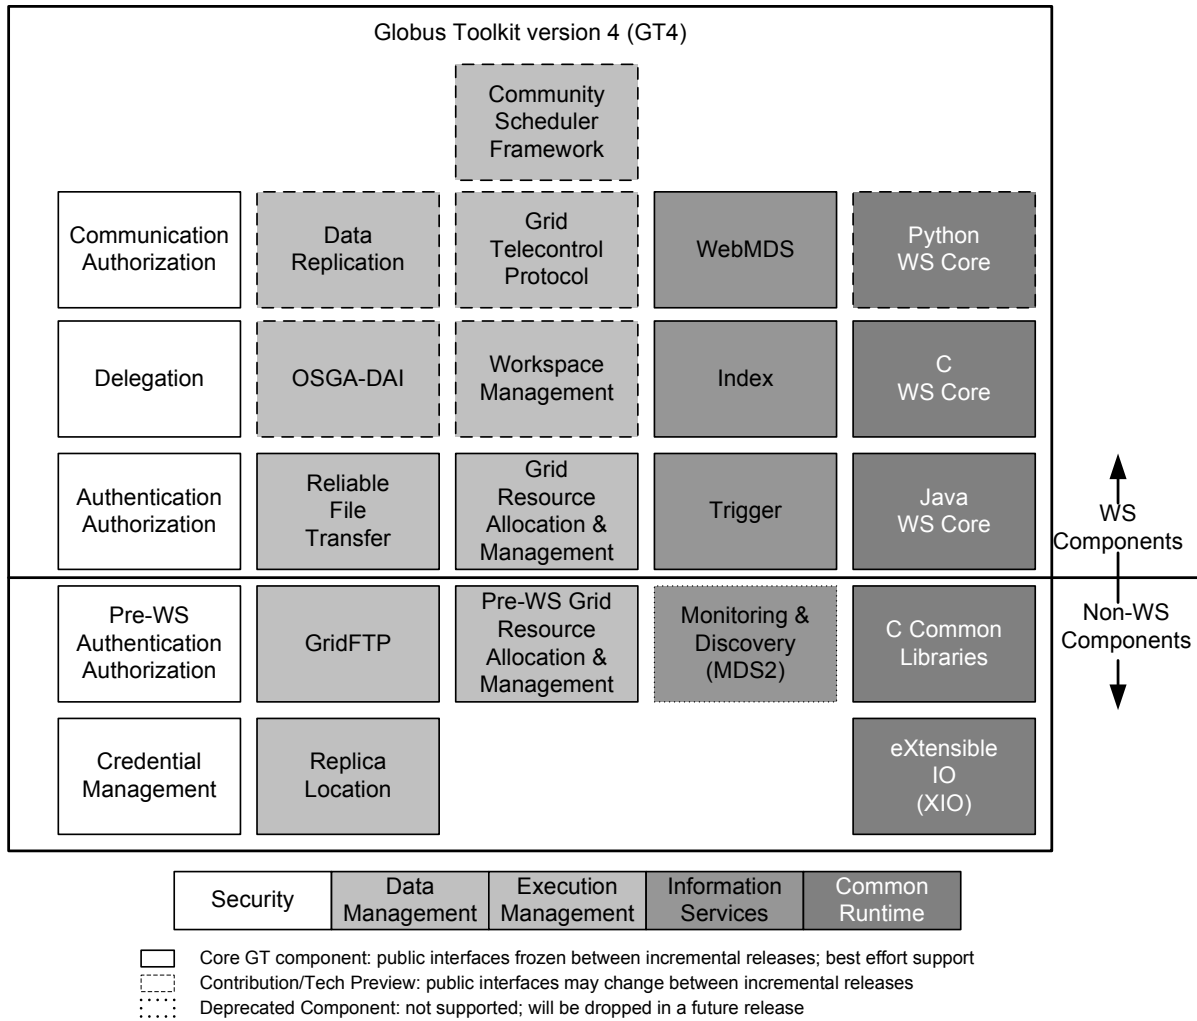 Globus Toolkit version 4 (GT4)
Community
Scheduler
Framework
Communication
Authorization
Data
Replication
Grid
Telecontrol
Protocol
WebMDS
Python
WS Core
Delegation
OSGA-DAI
Workspace
Management
Index
C
WS Core
Authentication
Authorization
Reliable
File
Transfer
Grid
Resource
Allocation &
Management
Trigger
Java
WS Core
WS
Components
Pre-WS
Authentication
Authorization
GridFTP
Pre-WS Grid
Resource
Allocation &
Management
Monitoring &
Discovery
(MDS2)
C Common
Libraries
Non-WS
Components
Credential
Management
Replica
Location
eXtensible
IO
(XIO)
Security
Data
Management
Execution
Management
Information
Services
Common
Runtime
Core GT component: public interfaces frozen between incremental releases; best effort support
Contribution/Tech Preview: public interfaces may change between incremental releases
Deprecated Component: not supported; will be dropped in a future release